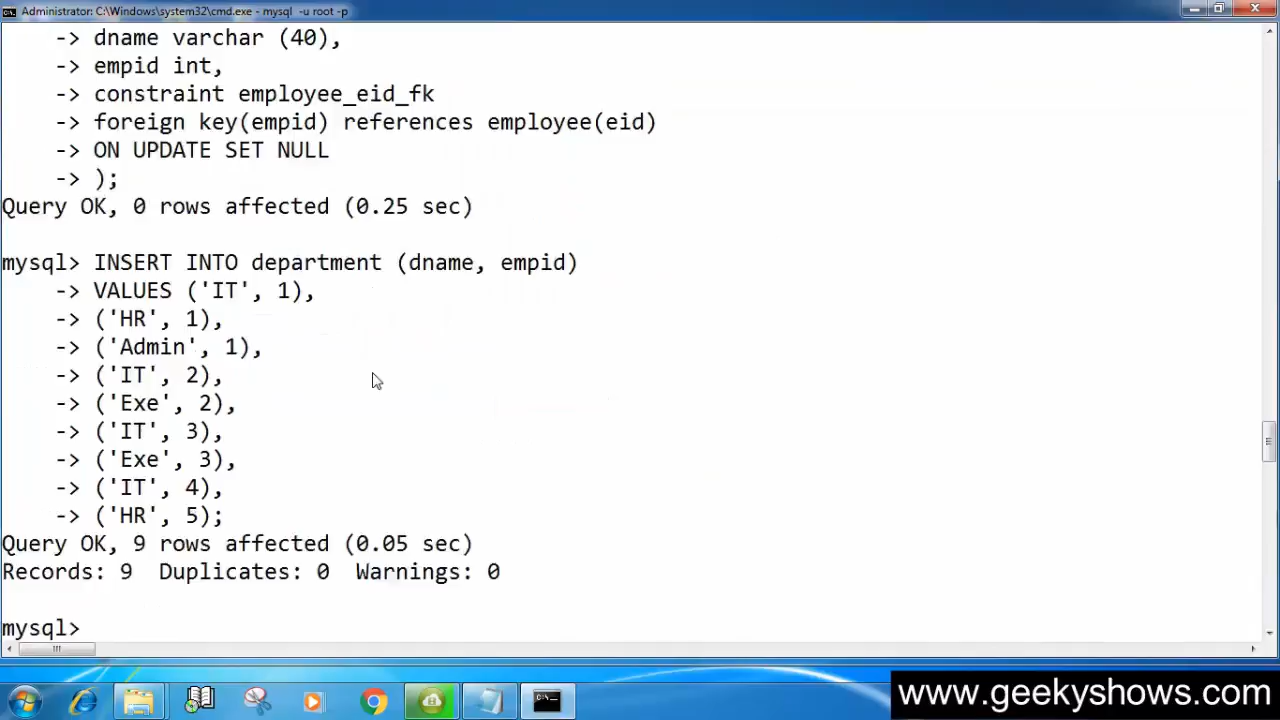 Administrator: C:\Windows\system32\cmd.exe - mysql -u root -p
-> dname varchar (40),
-> empid int,
-> constraint employee_eid_fk
-> foreign key(empid) references employee(eid)
-> ON UPDATE SET NULL
-> );
Query OK, 0 rows affected (0.25 sec)
mysql> INSERT INTO department (dname, empid)
-> VALUES ('IT', 1),
-> ('HR', 1),
-> ('Admin', 1),
-> ('IT', 2),
-> ('Exe', 2),
-> ('IT', 3),
-> ('Exe', 3),
-> ('IT', 4),
-> ('HR', 5);
Query OK, 9 rows affected (0.05 sec)
Records: 9  Duplicates: 0  Warnings: 0
mysql>
www.geekyshows.com